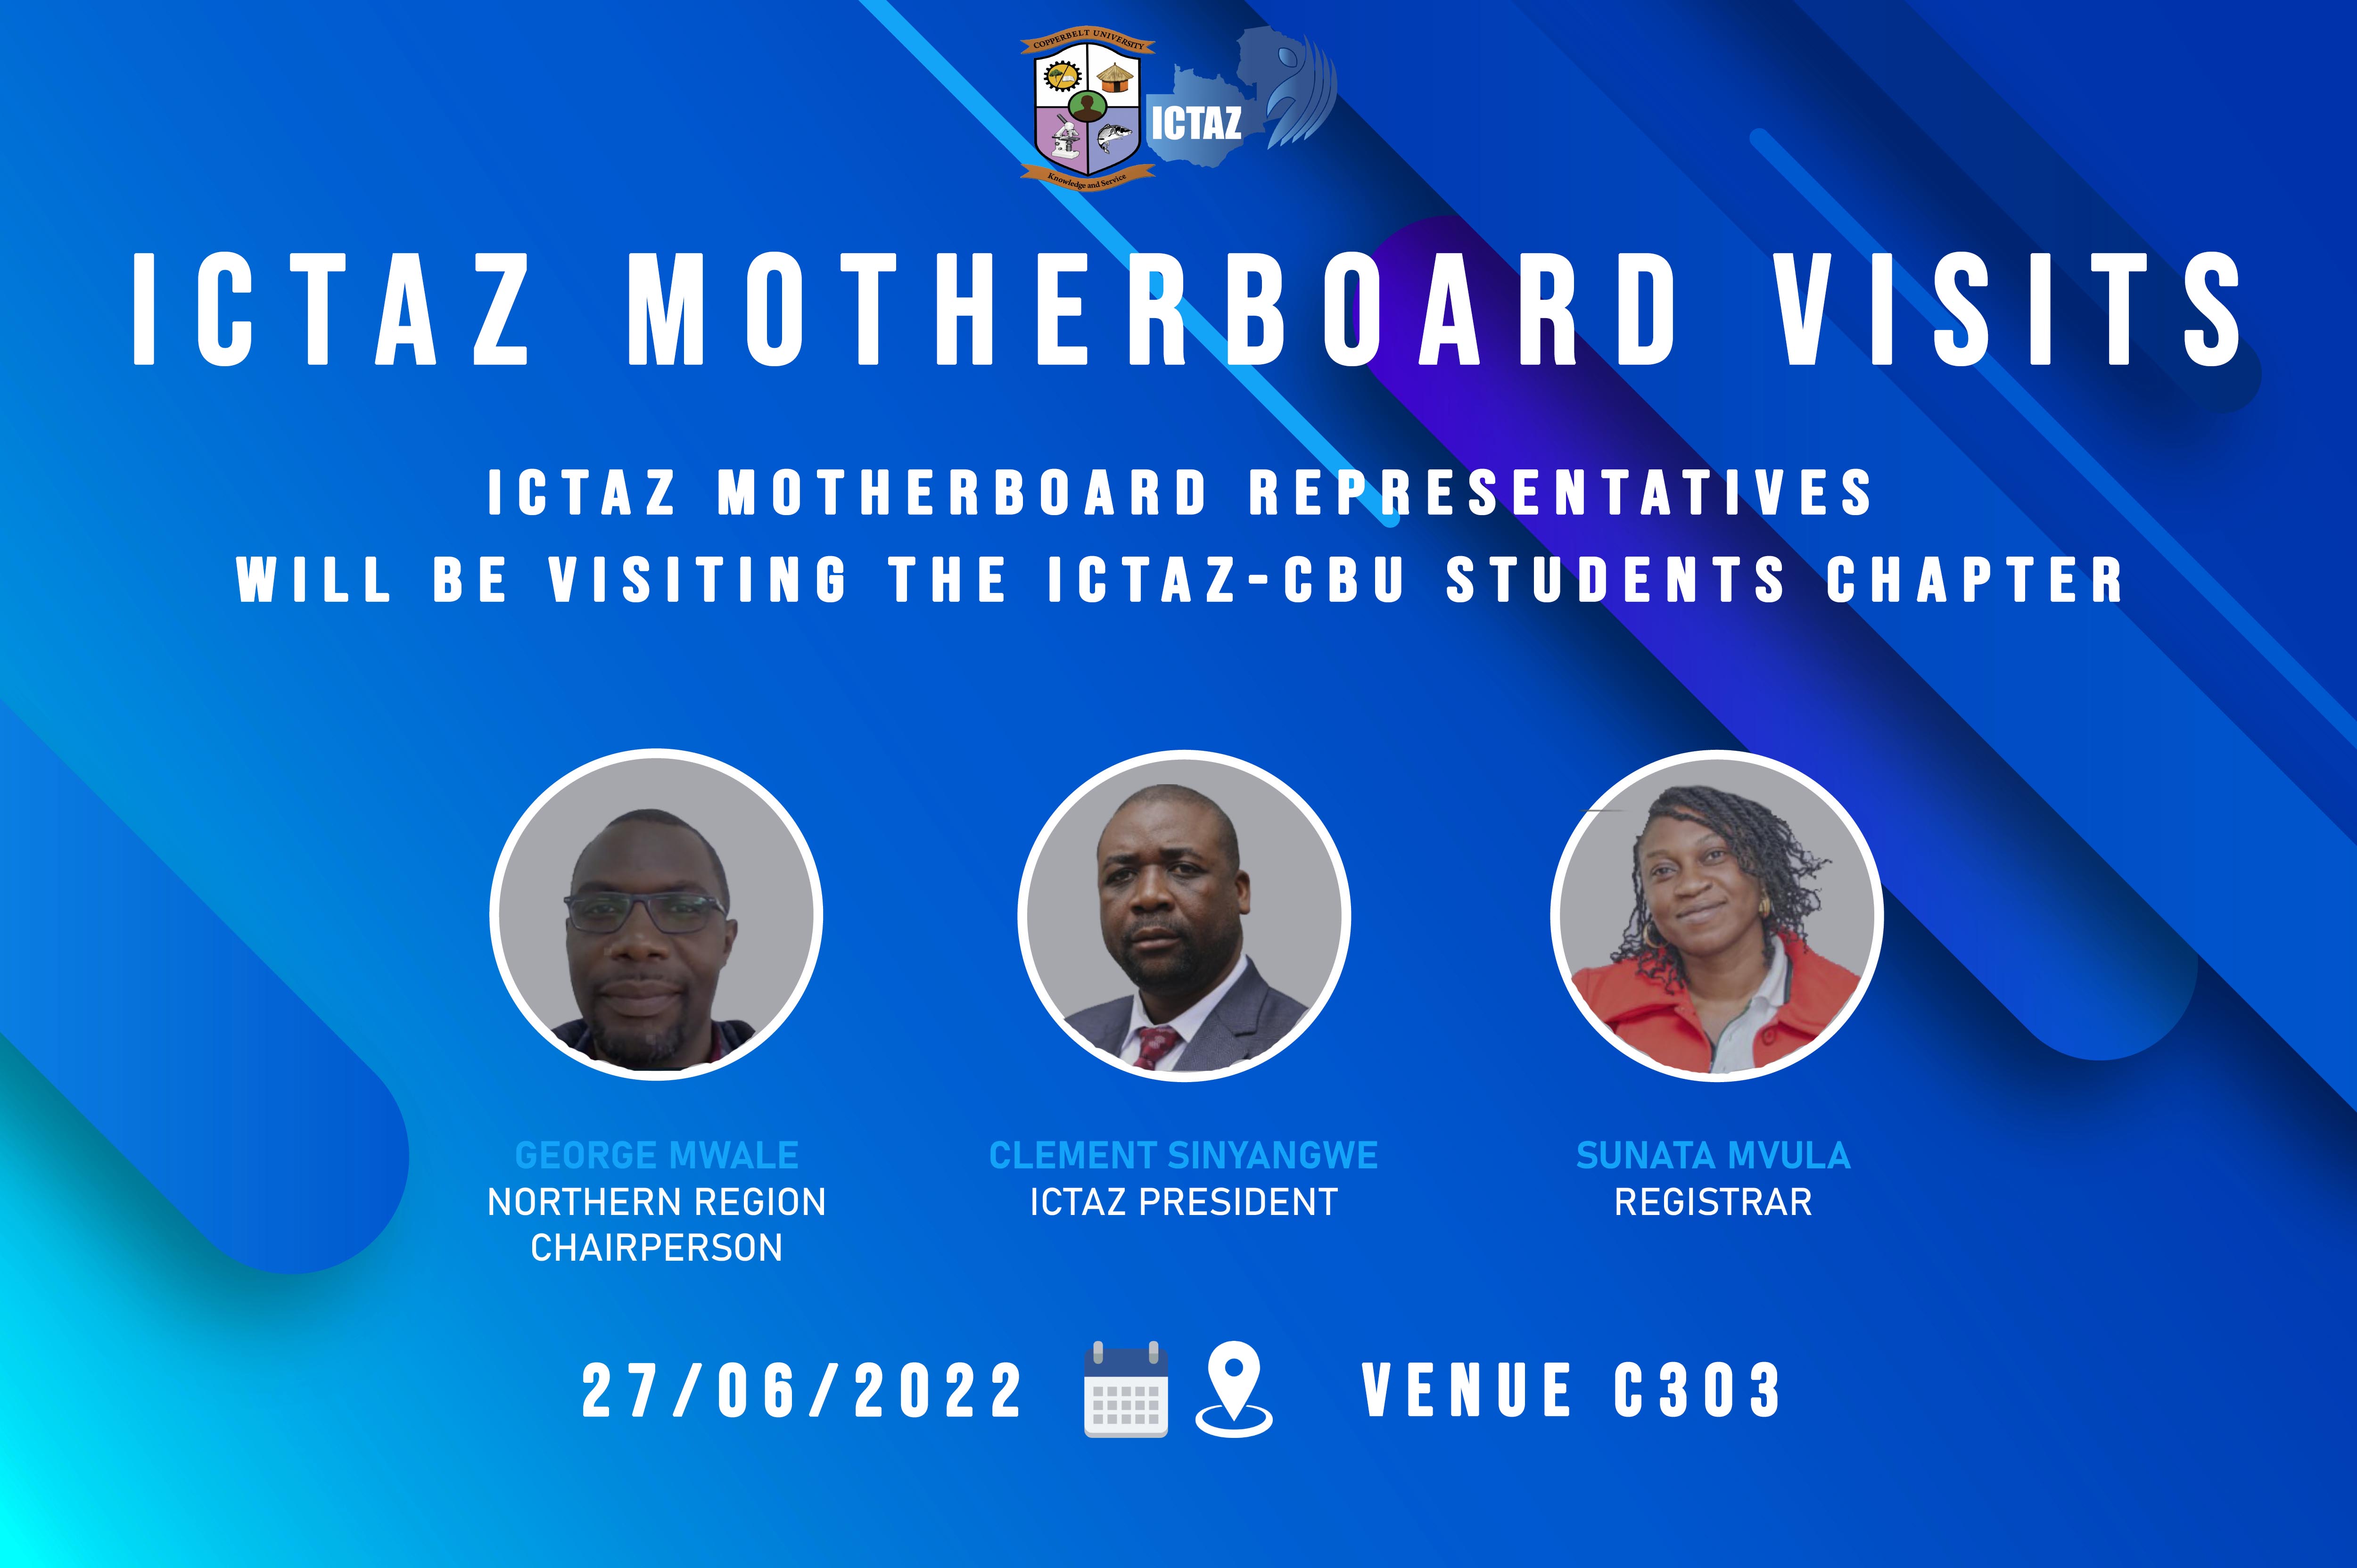 COPPERBELT UNIVERSITY
ICTAZ
Knowledge and Service
ICTAZ MOTHERBOARD VISITS
ICTAZ MOTHERBOARD REPRESENTATIVES
WILL BE VISITING THE ICTAZ-CBU STUDENTS CHAPTER
GEORGE MWALE
NORTHERN REGION
CHAIRPERSON
CLEMENT SINYANGWE
ICTAZ PRESIDENT
SUNATA MVULA
REGISTRAR
27/06/2022
VENUE C303